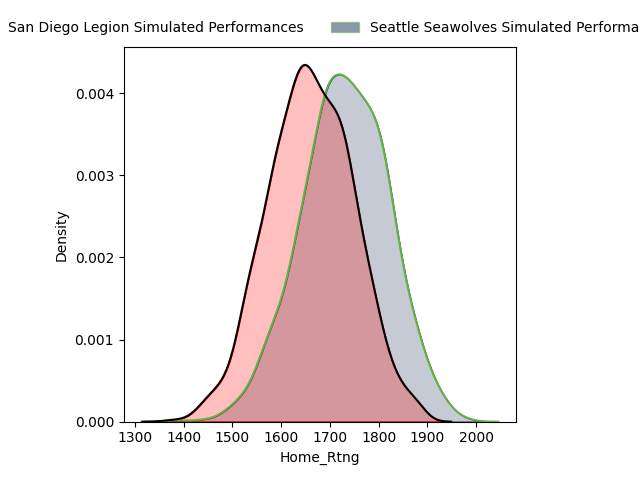 San Diego Legion Simulated Performances Seattle Seawolves Simulated
0.004
0.003
0.002
0.001
0.000
Density
1300 1400 1500 1600 1700 1800 1900 2000
Home_Rtng